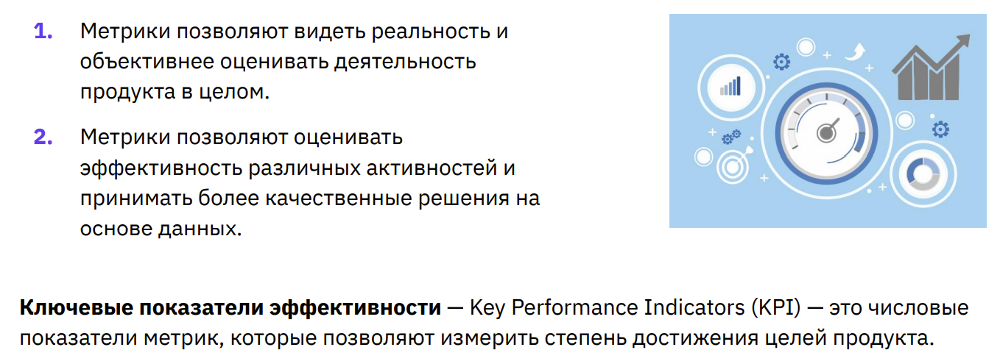 1. Метрики позволяют видеть реальность и
объективнее оценивать деятельность
продукта в целом.
2. Метрики позволяют оценивать
эффективность различных активностей и
принимать более качественные решения на
основе данных.
Ключевые показатели эффективности — Key Performance Indicators (KPI) — это числовые
показатели метрик, которые позволяют измерить степень достижения целей продукта.